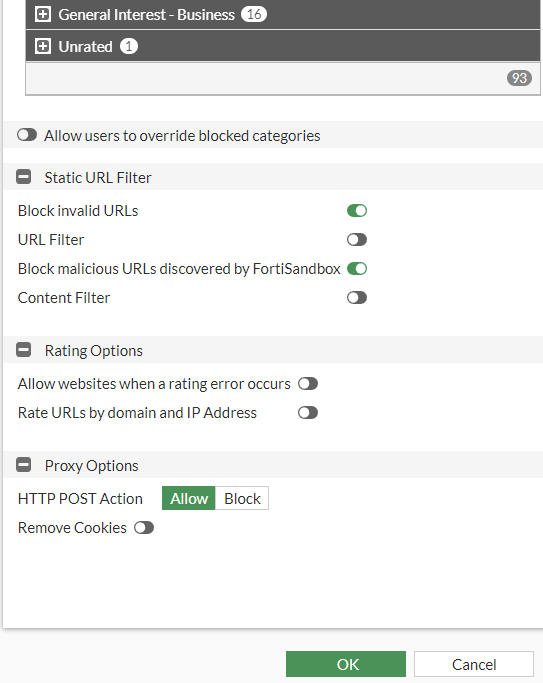 General Interest - Business 16
Unrated 1
93
Allow users to override blocked categories
Static URL Filter
Block invalid URLs
URL Filter
Block malicious URLs discovered by FortiSandbox
Content Filter
Rating Options
Allow websites when a rating error occurs
Rate URLs by domain and IP Address
Proxy Options
HTTP POST Action Allow Block
Remove Cookies
OK Cancel